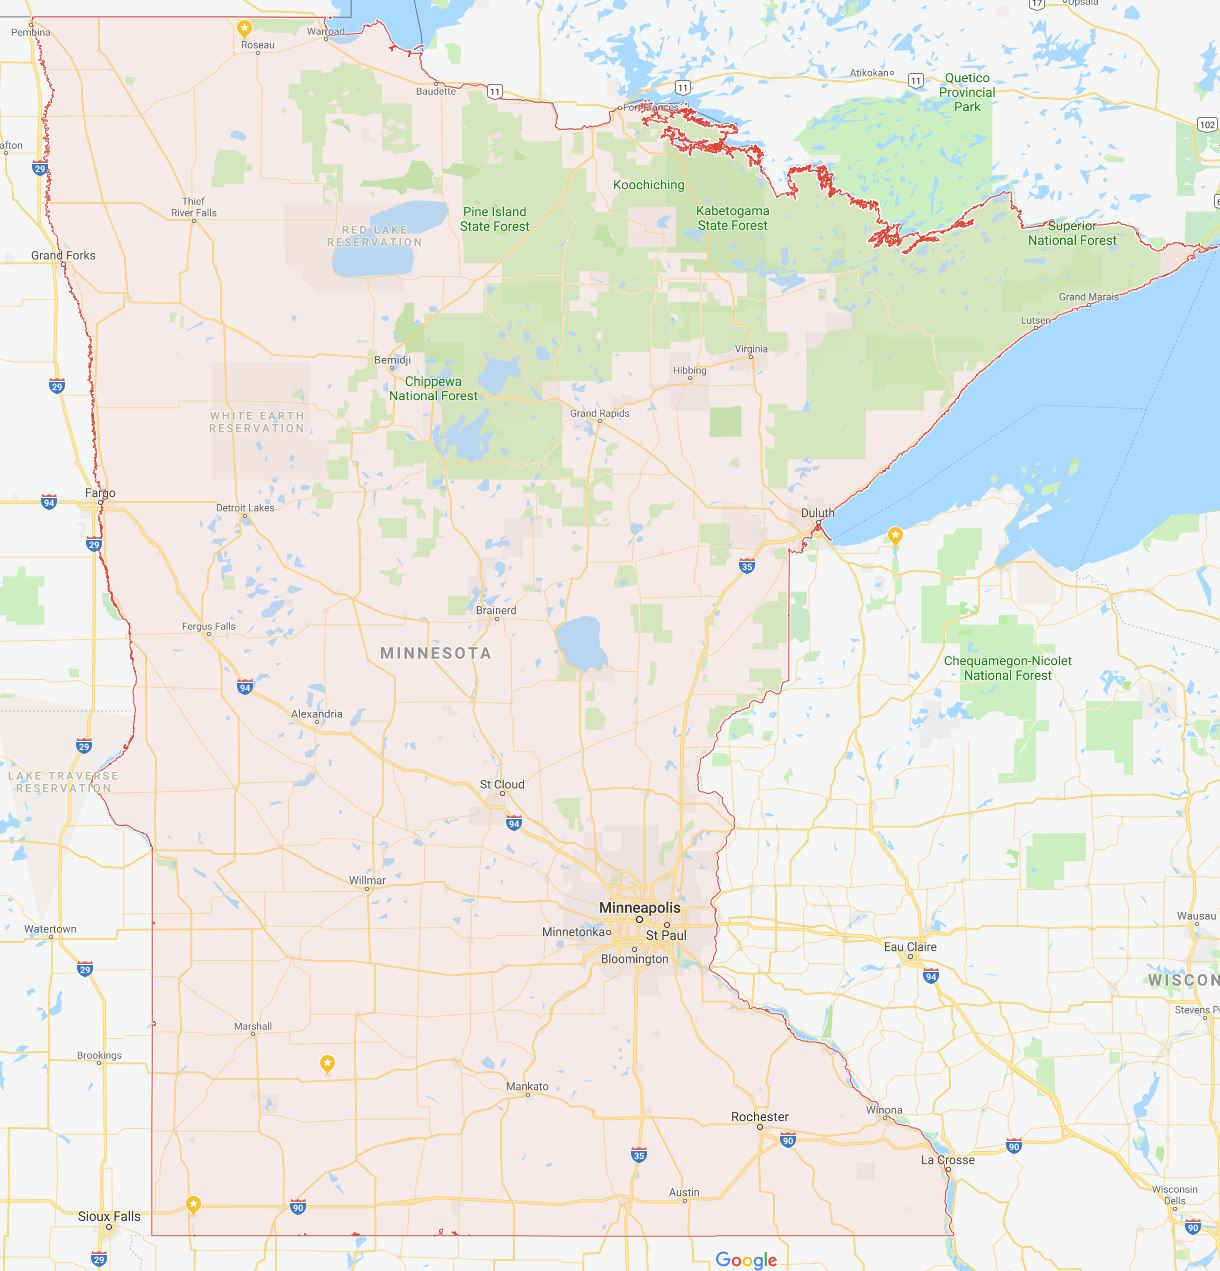 17
Opsala
Pembina
Roseau
Warroad
Atikokan
11
Quetico
Provincial
Park
Baudette
11
11
Fort Frances
102
afton
29
Koochiching
Thief
River Falls
Pine Island
State Forest
Kabetogama
State Forest
RED LAKE
RESERVATION
Superior
National Forest
Grand Forks
Grand Marais
Lutsen
Virginia
Bemidji
Hibbing
29
Chippewa
National Forest
WHITE EARTH
RESERVATION
Grand Rapids
94
Fargo
Detroit Lakes
Duluth
29
35
Brainerd
Fergus Falls
MINNESOTA
Chequamegon-Nicolet
National Forest
94
Alexandria
29
LAKE TRAVERSE
RESERVATION
St Cloud
94
Willmar
Minneapolis
Wausau
Watertown
Minnetonka
St Paul
Eau Claire
Bloomington
29
94
WISCON
Stevens P
Marshall
Brookings
Mankato
Rochester
Winona
90
90
35
La Crosse
Austin
Wisconsin
Dells
90
Sioux Falls
90
29
Google